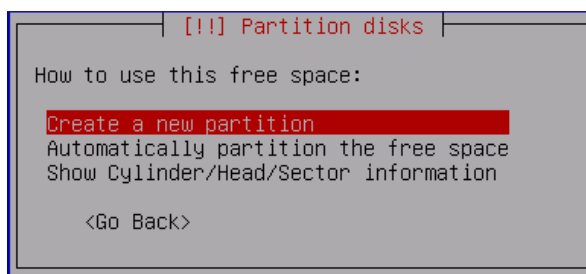 [!!] Partition disks
How to use this free space:
Create a new partition
Automatically partition the free space
Show Cylinder/Head/Sector information
<Go Back>